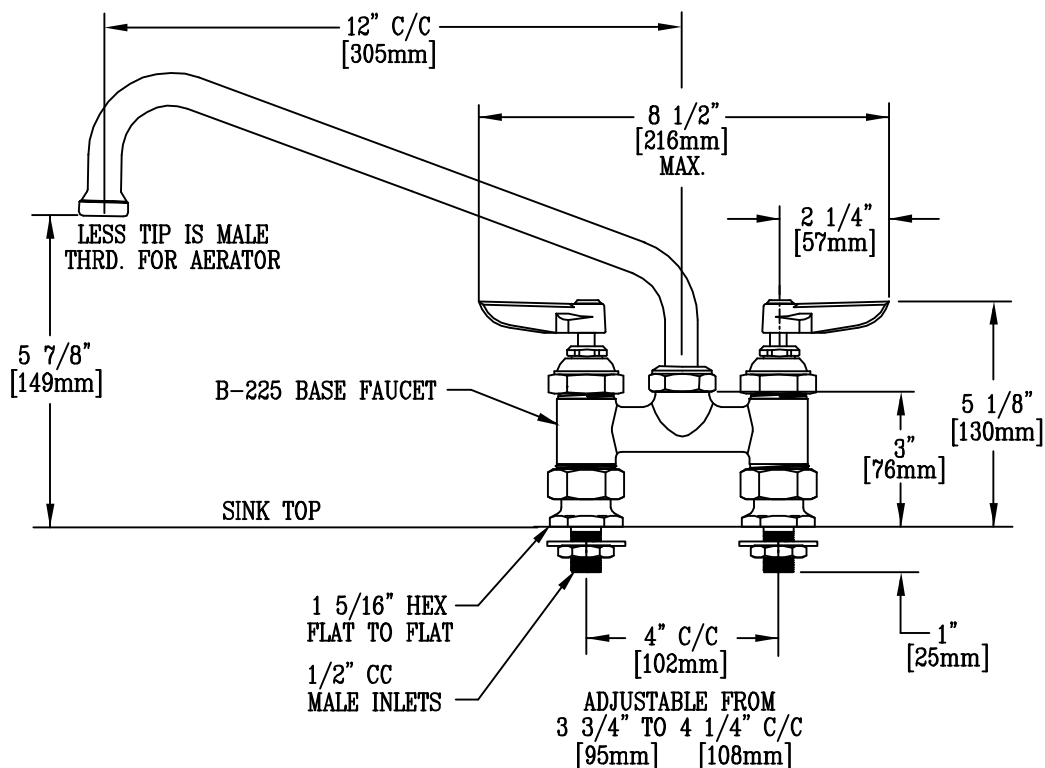 12" C/C
[305mm]
8 1/2"
[216mm]
MAX.
2 1/4"
[57mm]
LESS TIP IS MALE
THRD. FOR AERATOR
5 7/8"
[149mm]
B-225 BASE FAUCET
5 1/8"
[130mm]
3"
[76mm]
SINK TOP
1 5/16" HEX
FLAT TO FLAT
1/2" CC
MALE INLETS
4" C/C
[102mm]
1"
[25mm]
ADJUSTABLE FROM
3 3/4" TO 4 1/4" C/C
[95mm] [108mm]